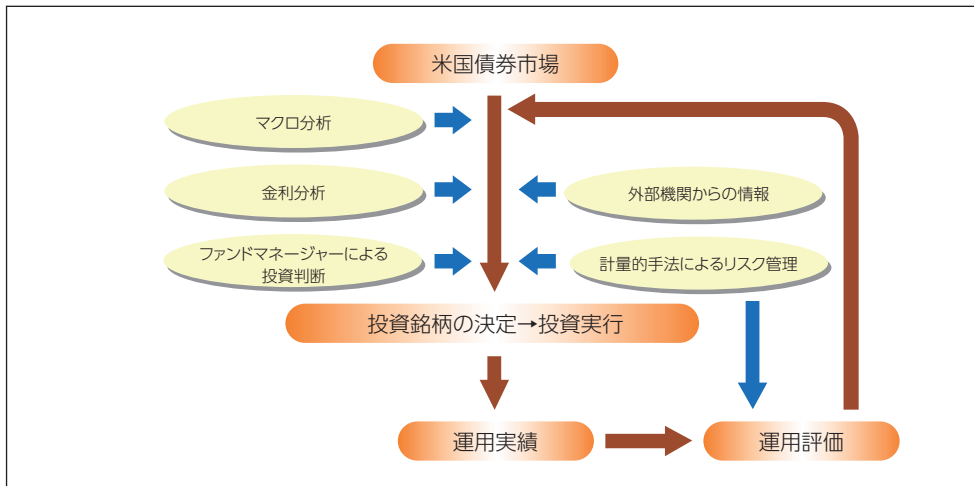 米国債券市場
マクロ分析
金利分析
外部機関からの情報
ファンドマネージャーによる
投資判断
計量的手法によるリスク管理
投資銘柄の決定→投資実行
運用実績
運用評価